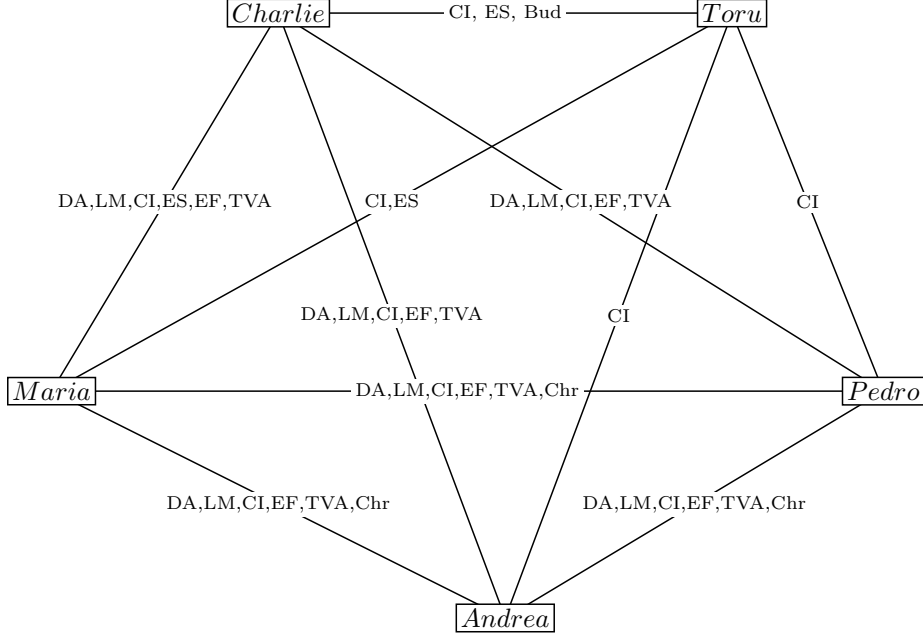 Charlie
CI, ES, Bud
Toru
DA,LM,CI,ES,EF,TVA
CI,ES
DA,LM,CI,EF,TVA
CI
DA,LM,CI,EF,TVA
CI
Maria
DA,LM,CI,EF,TVA,Chr
Pedro
DA,LM,CI,EF,TVA,Chr
DA,LM,CI,EF,TVA,Chr
Andrea